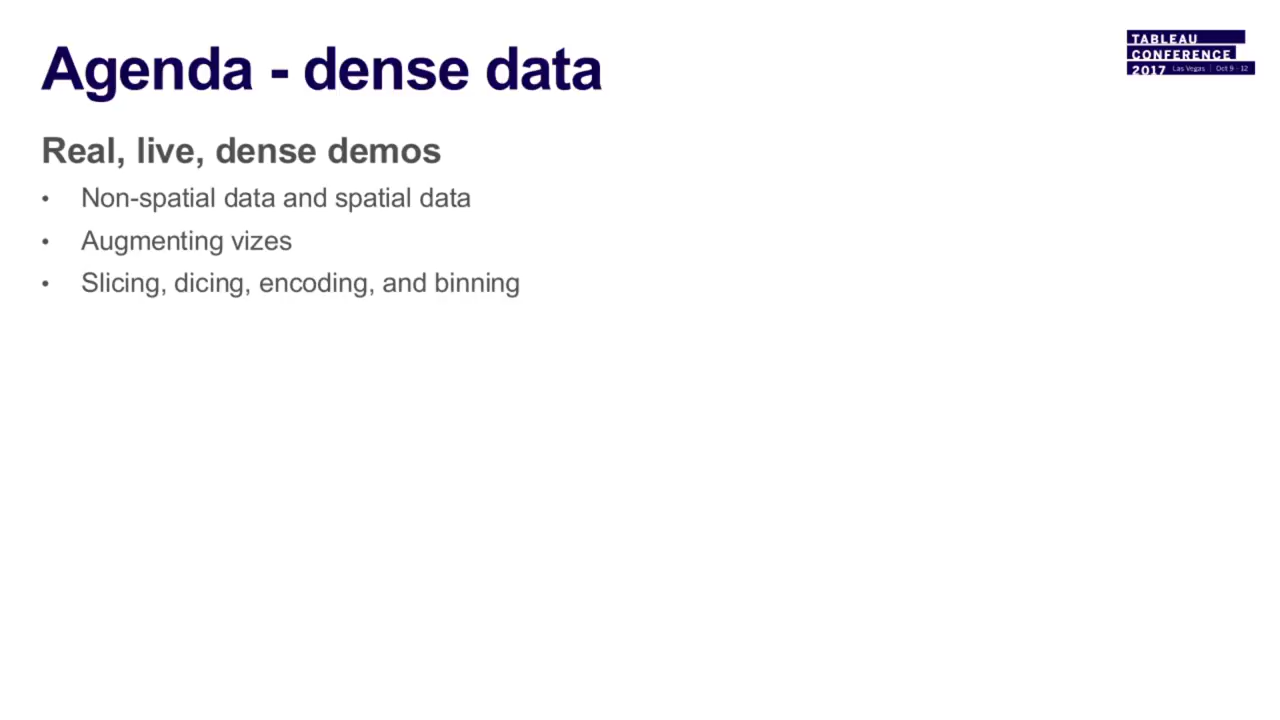 Agenda - dense data
TABLEAU
CONFERENCE
2017 Las Vegas | Oct 9 - 12
Real, live, dense demos
• Non-spatial data and spatial data
• Augmenting vizes
• Slicing, dicing, encoding, and binning